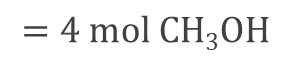 = 4 mol CH₃OH